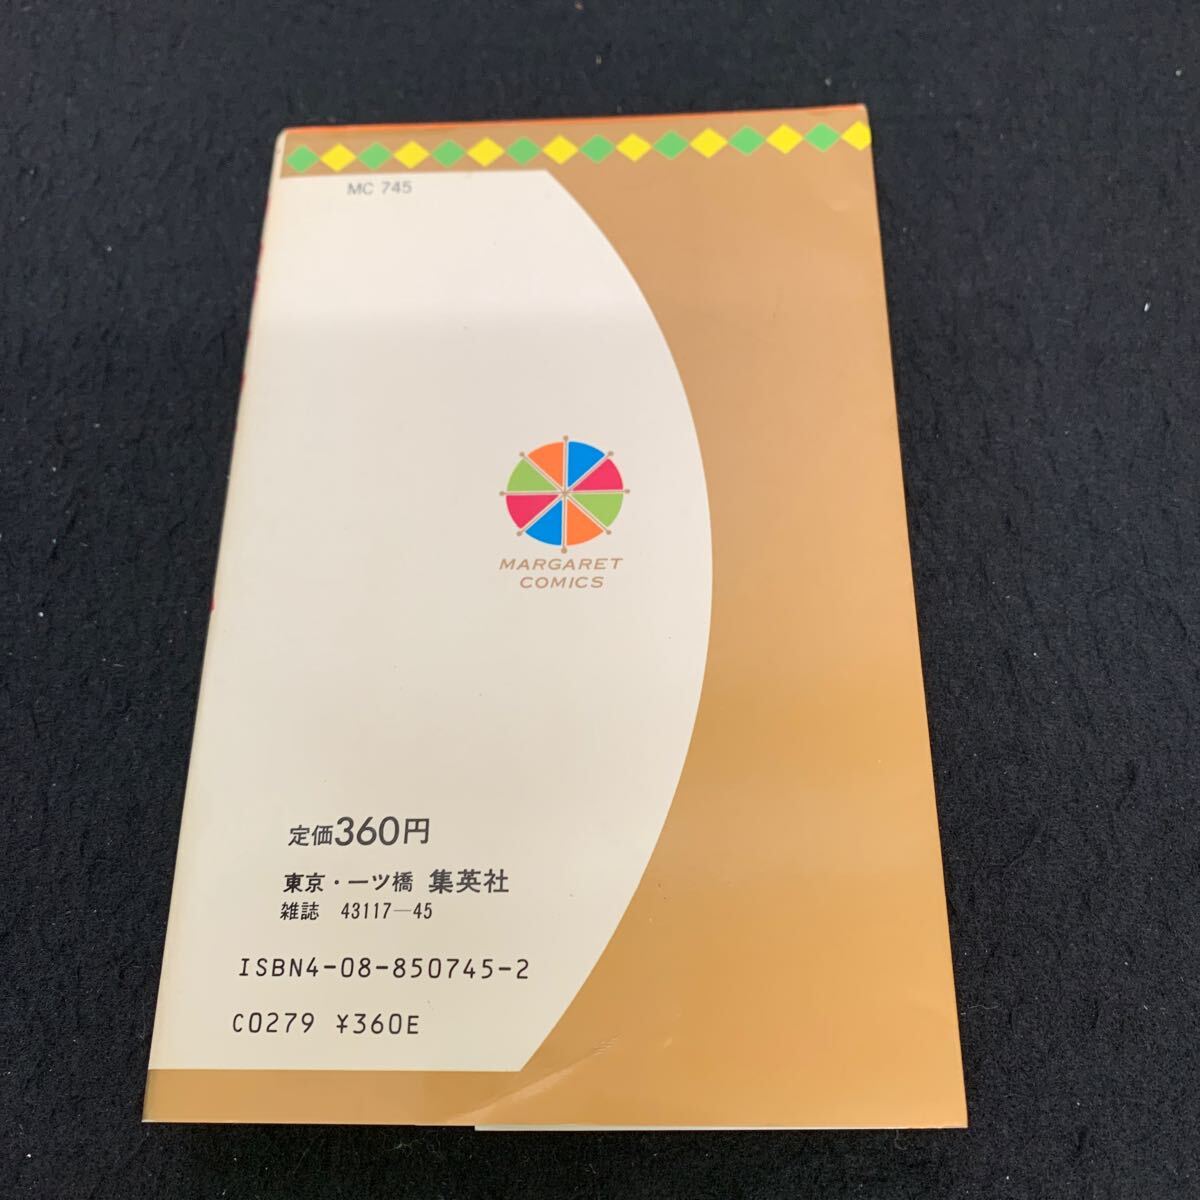 MC 745
MARGARET
COMICS
定価360円
東京・一ツ橋 集英社
雑誌 43117―45
ISBN4-08-850745-2
C0279 ¥360E